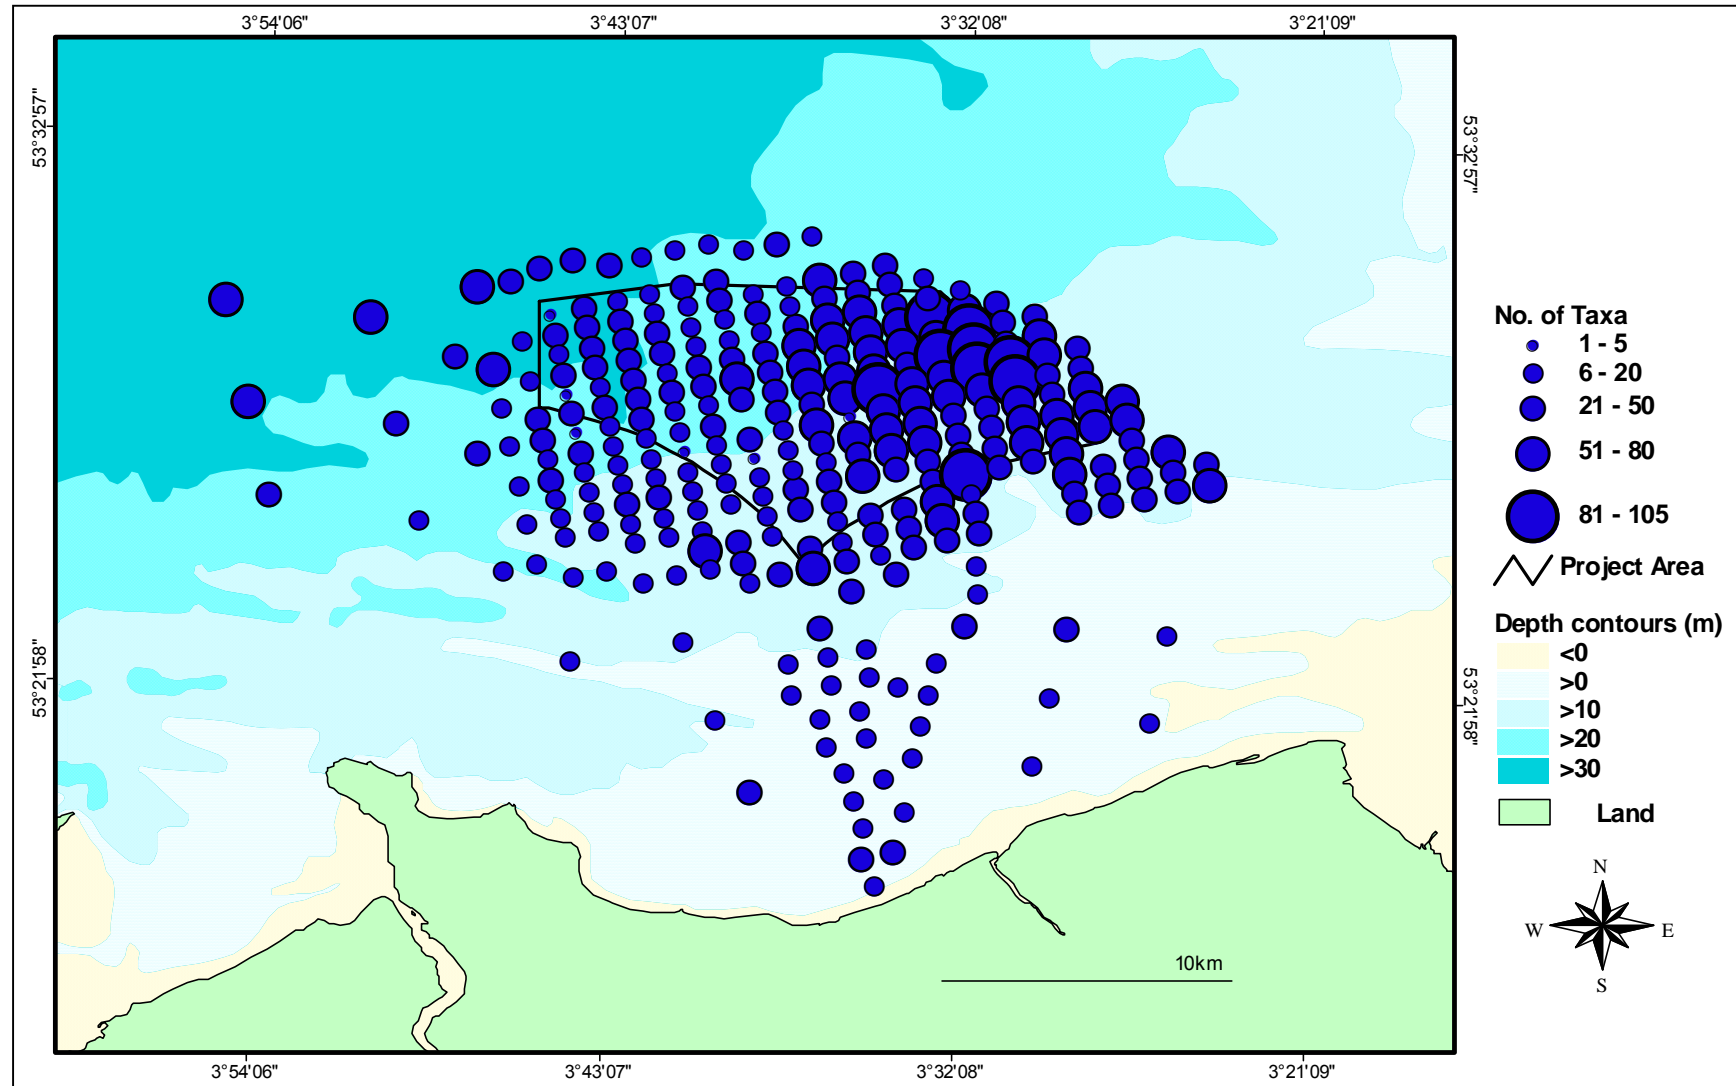 3°54'06" 3°43'07" 3°32'08" 3°21'09"
53°32'57"
53°32'57"
53°21'58"
53°21'58"
No. of Taxa
1 - 5
6 - 20
21 - 50
51 - 80
81 - 105
Project Area
Depth contours (m)
<0
>0
>10
>20
>30
Land
N
W E
S
10km
3°54'06" 3°43'07" 3°32'08" 3°21'09"